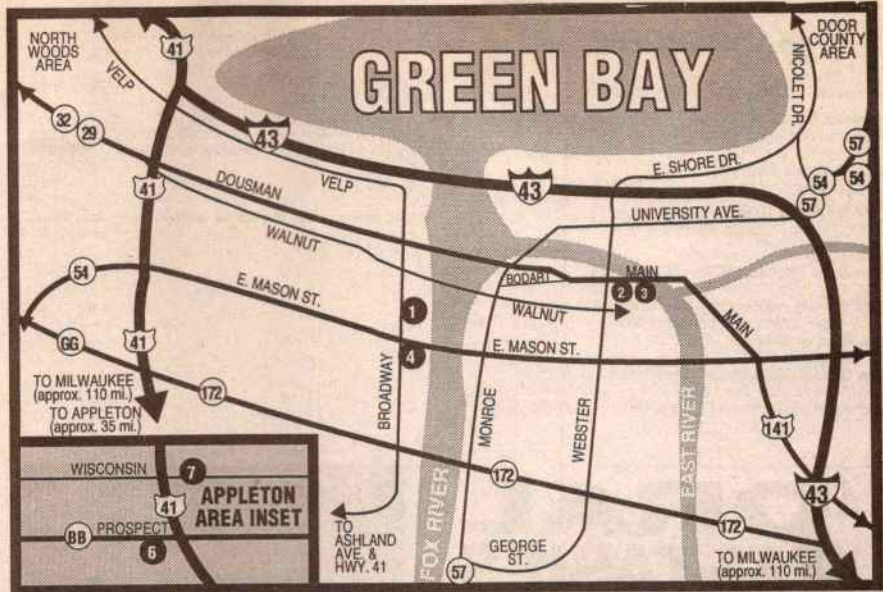 NORTH
WOODS
AREA
VELP
41
GREEN BAY
NICOLET DR.
DOOR
COUNTY
AREA
32
29
43
57
E. SHORE DR.
54
54
57
41
DOUSMAN
VELP
43
UNIVERSITY AVE.
WALNUT
BODART
MAIN
54
E. MASON ST.
1
2
3
WALNUT
MAIN
GG
41
4
E. MASON ST.
TO MILWAUKEE
(approx. 110 mi.)
172
BROADWAY
MONROE
WEBSTER
EAST RIVER
141
TO APPLETON
(approx. 35 mi.)
FOX RIVER
172
43
WISCONSIN
7
41
APPLETON
AREA INSET
BB
PROSPECT
6
TO
ASHLAND
AVE. &
HWY. 41
57
GEORGE
ST.
172
TO MILWAUKEE
(approx. 110 mi.)